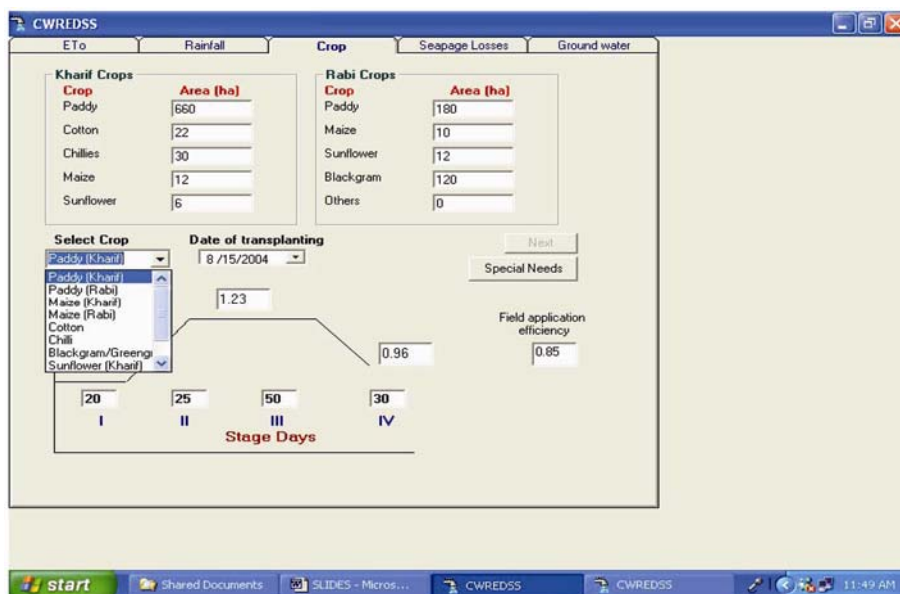 CWREDSS
ETo Rainfall Crop Seapage Losses Ground water
Kharif Crops
Crop Area (ha)
Paddy 660
Cotton 22
Chillies 30
Maize 12
Sunflower 6
Rabi Crops
Crop Area (ha)
Paddy 180
Maize 10
Sunflower 12
Blackgram 120
Others 0
Select Crop Date of transplanting
Paddy (Kharif) 8 /15/2004
Next
Special Needs
Paddy (Kharif)
Paddy (Rabi)
Maize (Kharif)
Maize (Rabi)
Cotton
Chilli
Blackgram/Greengr
Sunflower (Kharif)
1.23
0.96
Field application
efficiency
0.85
20 25 50 30
I II III IV
Stage Days
start Shared Documents SLIDES - Micros... CWREDSS CWREDSS 11:49 AM